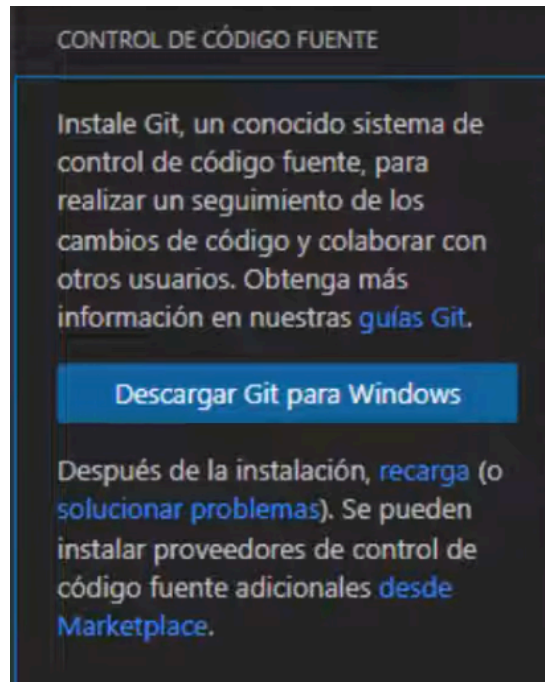 CONTROL DE CÓDIGO FUENTE
Instale Git, un conocido sistema de
control de código fuente, para
realizar un seguimiento de los
cambios de código y colaborar con
otros usuarios. Obtenga más
información en nuestras guías Git.
Descargar Git para Windows
Después de la instalación, recarga (o
solucionar problemas). Se pueden
instalar proveedores de control de
código fuente adicionales desde
Marketplace.